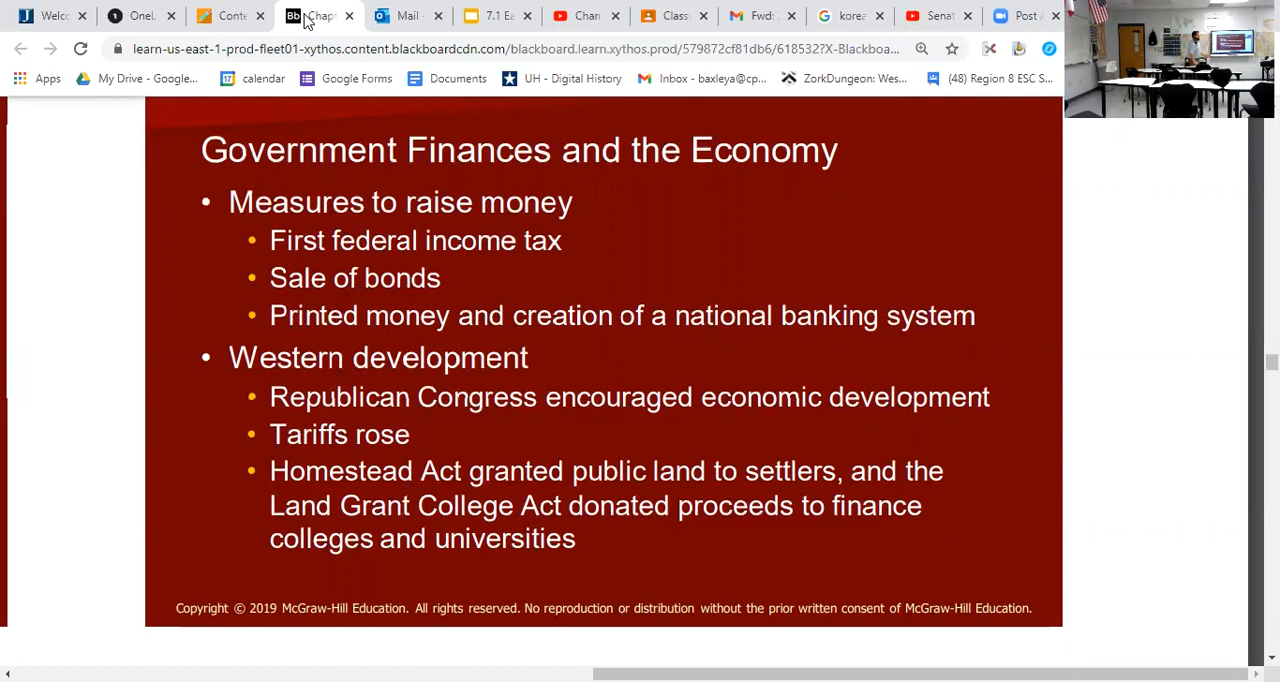 Welc
Onel
Conte
Bb Chapt
Mail -
7.1 Ea
Chan
Classw
Fwd: 
korea
Senat
Post A
learn-us-east-1-prod-fleet01-xythos.content.blackboardcdn.com/blackboard.learn.xythos.prod/579872cf81db6/618532?X-Blackboa...
Apps
My Drive - Google...
17 calendar
Google Forms
Documents
UH - Digital History
Inbox - baxleya@cp...
ZorkDungeon: Wes...
(48) Region 8 ESC S...
Government Finances and the Economy
• Measures to raise money
• First federal income tax
• Sale of bonds
• Printed money and creation of a national banking system
• Western development
• Republican Congress encouraged economic development
• Tariffs rose
• Homestead Act granted public land to settlers, and the
Land Grant College Act donated proceeds to finance
colleges and universities
Copyright © 2019 McGraw-Hill Education. All rights reserved. No reproduction or distribution without the prior written consent of McGraw-Hill Education.